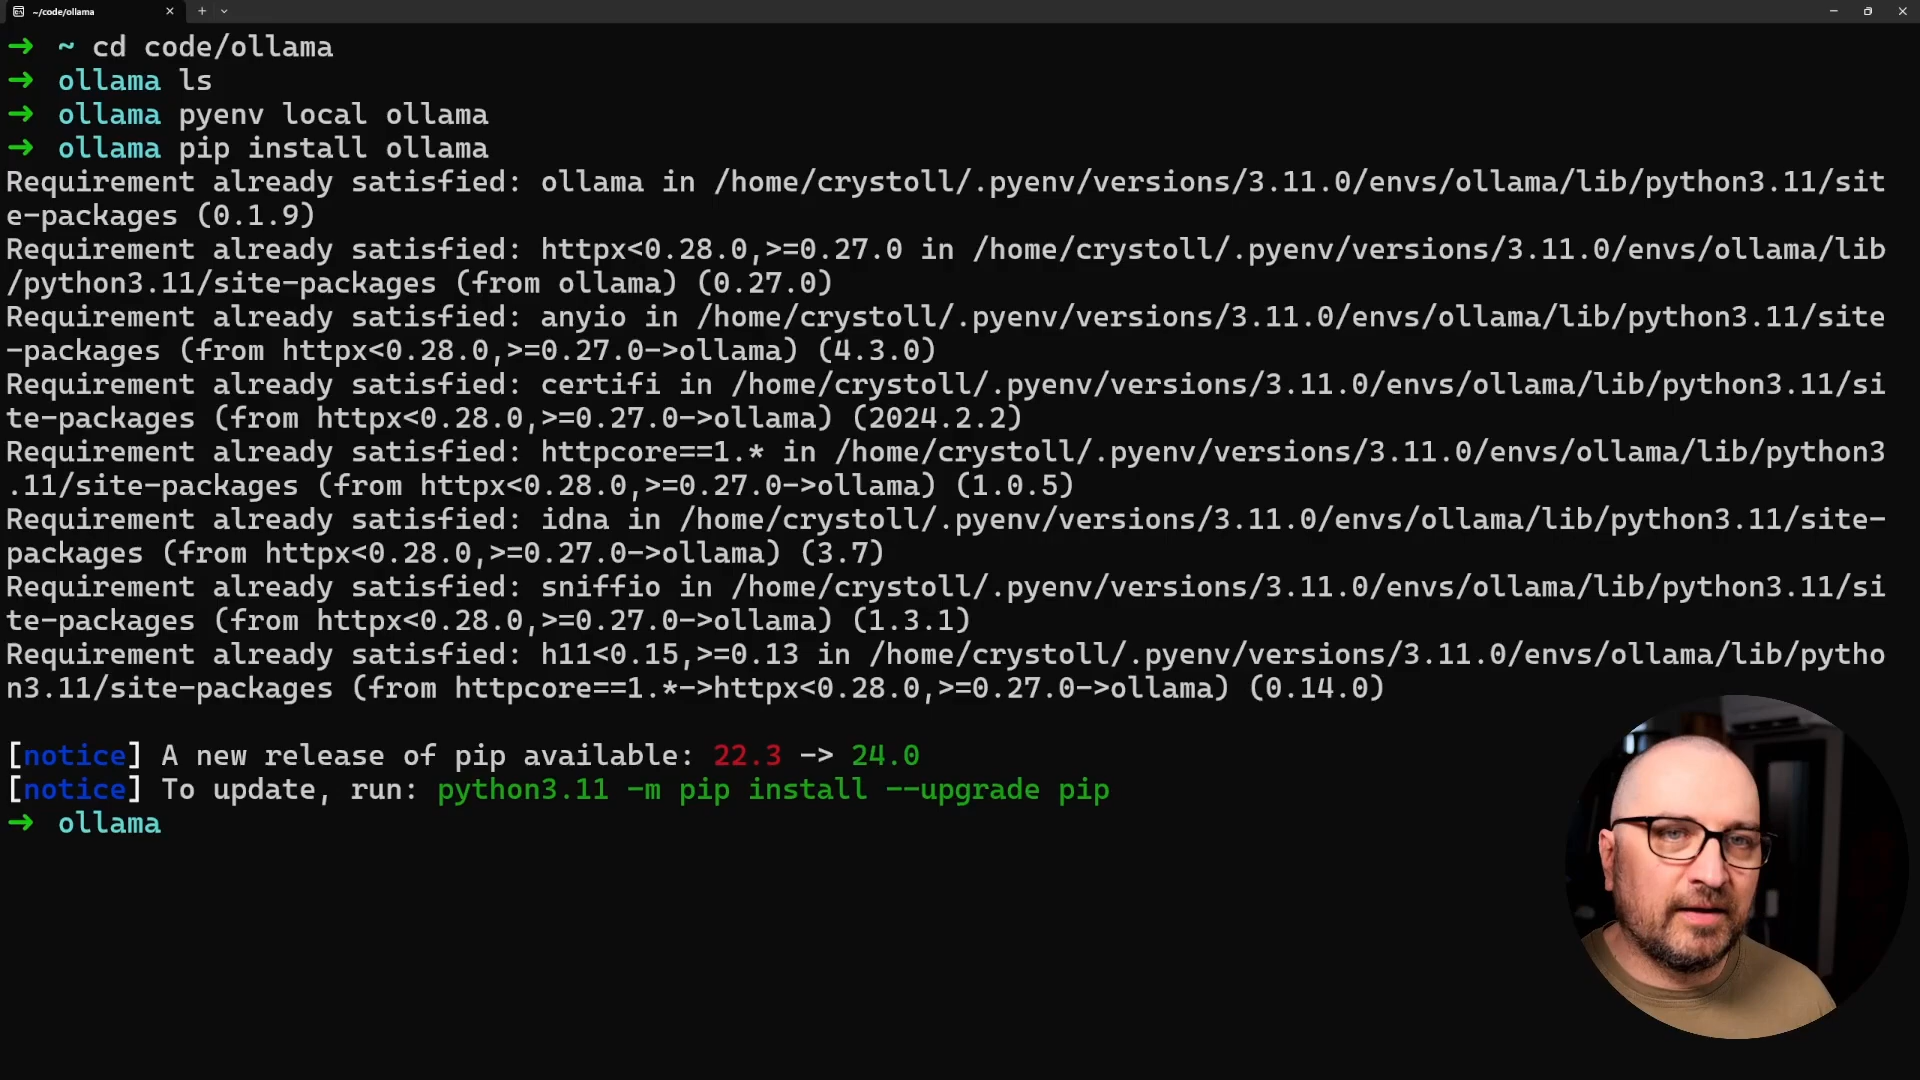 ~/code/ollama
➜ ~ cd code/ollama
➜ ollama ls
➜ ollama pyenv local ollama
➜ ollama pip install ollama
Requirement already satisfied: ollama in /home/crystoll/.pyenv/versions/3.11.0/envs/ollama/lib/python3.11/sit
e-packages (0.1.9)
Requirement already satisfied: httpx<0.28.0,>=0.27.0 in /home/crystoll/.pyenv/versions/3.11.0/envs/ollama/lib
/python3.11/site-packages (from ollama) (0.27.0)
Requirement already satisfied: anyio in /home/crystoll/.pyenv/versions/3.11.0/envs/ollama/lib/python3.11/site
-packages (from httpx<0.28.0,>=0.27.0->ollama) (4.3.0)
Requirement already satisfied: certifi in /home/crystoll/.pyenv/versions/3.11.0/envs/ollama/lib/python3.11/si
te-packages (from httpx<0.28.0,>=0.27.0->ollama) (2024.2.2)
Requirement already satisfied: httpcore==1.* in /home/crystoll/.pyenv/versions/3.11.0/envs/ollama/lib/python3
.11/site-packages (from httpx<0.28.0,>=0.27.0->ollama) (1.0.5)
Requirement already satisfied: idna in /home/crystoll/.pyenv/versions/3.11.0/envs/ollama/lib/python3.11/site-
packages (from httpx<0.28.0,>=0.27.0->ollama) (3.7)
Requirement already satisfied: sniffio in /home/crystoll/.pyenv/versions/3.11.0/envs/ollama/lib/python3.11/si
te-packages (from httpx<0.28.0,>=0.27.0->ollama) (1.3.1)
Requirement already satisfied: h11<0.15,>=0.13 in /home/crystoll/.pyenv/versions/3.11.0/envs/ollama/lib/pytho
n3.11/site-packages (from httpcore==1.*->httpx<0.28.0,>=0.27.0->ollama) (0.14.0)
[notice] A new release of pip available: 22.3 -> 24.0
[notice] To update, run: python3.11 -m pip install --upgrade pip
➜ ollama